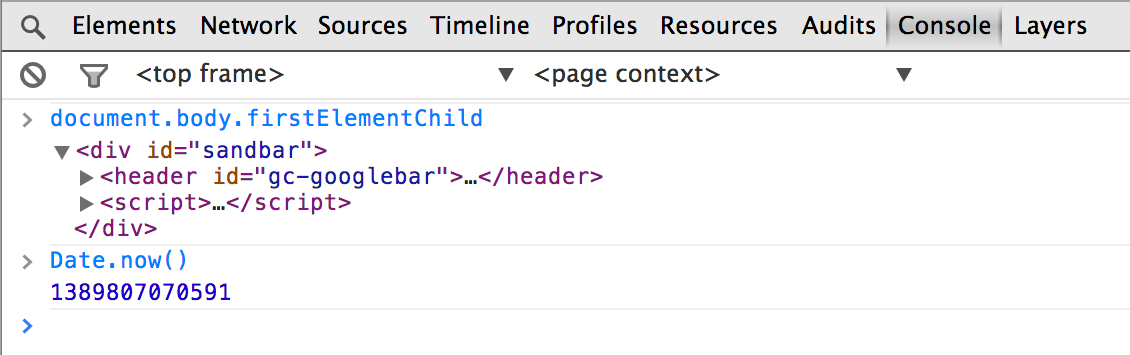 Elements Network Sources Timeline Profiles Resources Audits Console Layers
<top frame> ▼ <page context> ▼
> document.body.firstElementChild
▼<div id="sandbar">
▶<header id="gc-googlebar">…</header>
▶<script>…</script>
</div>
> Date.now()
1389807070591
>